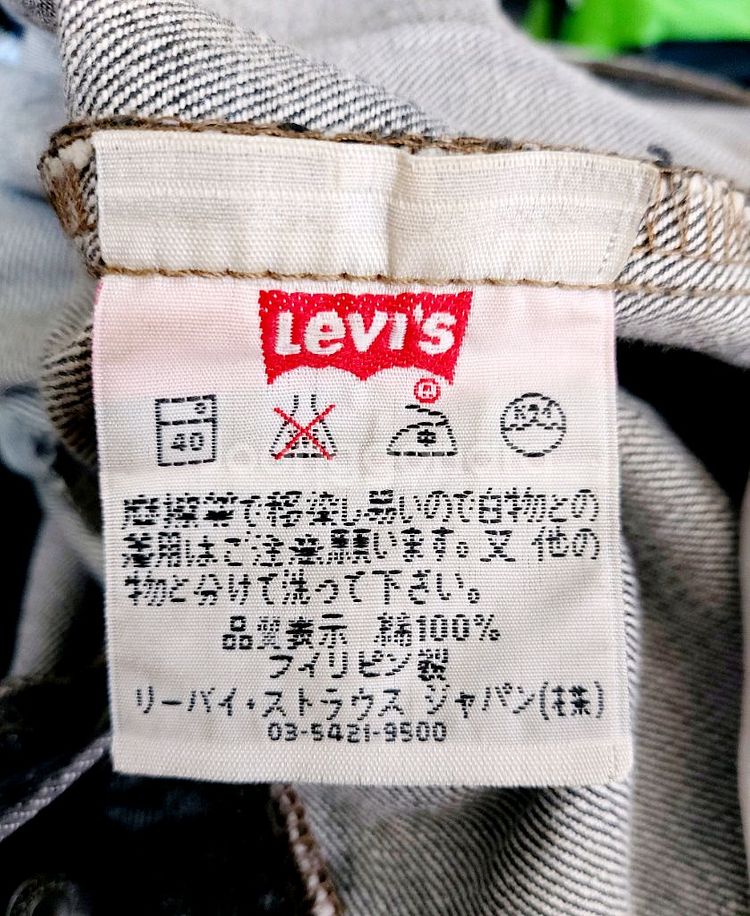 LEVI'S
®
40
摩擦等で移染し易いので白物との
着用はご注意願います。又 他の
物と分けて洗って下さい。
品質表示 綿100%
フィリピン製
リーバイ・ストラウス ジャパン(株)
03-5421-9500